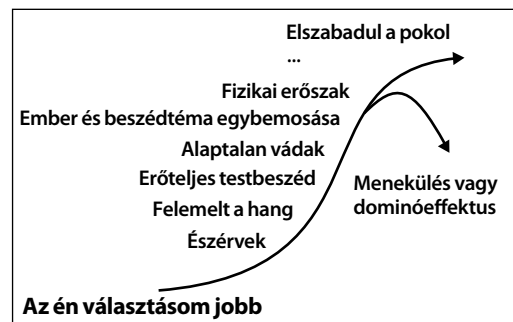 Elszabadul a pokol
...
Fizikai erőszak
Ember és beszédtéma egybemosása
Alaptalan vádak
Erőteljes testbeszéd
Felemelt a hang
Észérvek
Menekülés vagy
dominóeffektus
Az én választásom jobb